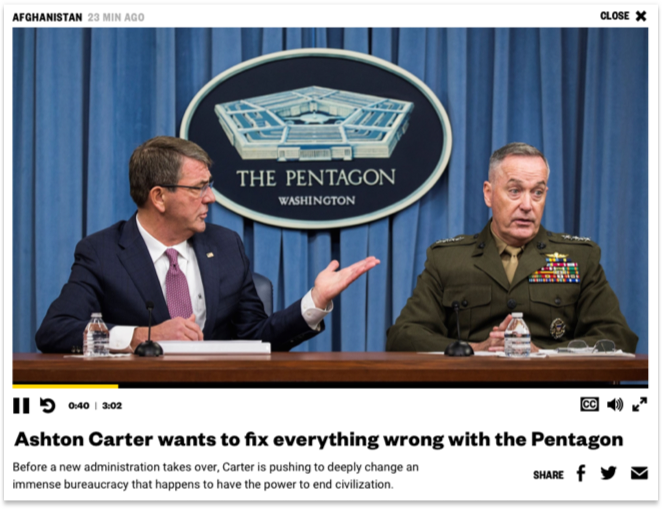 AFGHANISTAN 23 MIN AGO
CLOSE
THE PENTAGON
WASHINGTON
0:40 | 3:02
CC
Ashton Carter wants to fix everything wrong with the Pentagon
Before a new administration takes over, Carter is pushing to deeply change an
immense bureaucracy that happens to have the power to end civilization.
SHARE